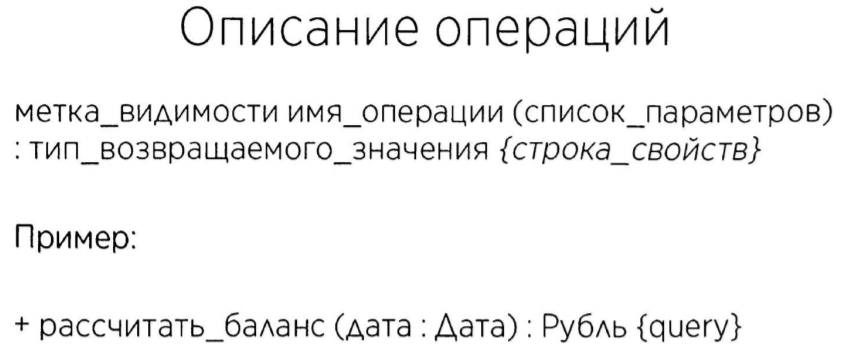 Описание операций
метка_видимости имя_операции (список_параметров)
: тип_возвращаемого_значения {строка_свойств}
Пример:
+ рассчитать_баланс (дата : Дата) : Рубль {query}